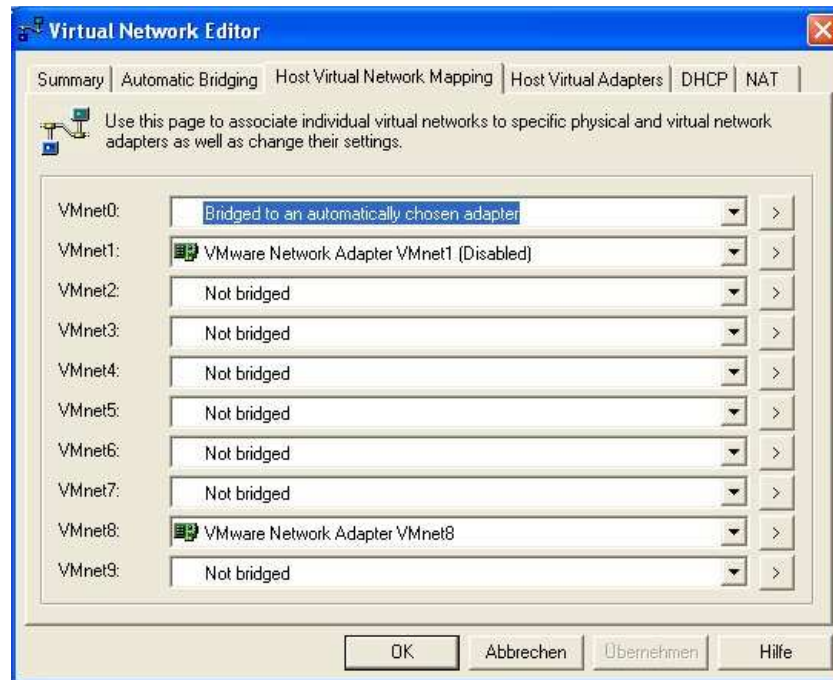 Virtual Network Editor
Summary Automatic Bridging Host Virtual Network Mapping Host Virtual Adapters DHCP NAT
Use this page to associate individual virtual networks to specific physical and virtual network
adapters as well as change their settings.
VMnet0: Bridged to an automatically chosen adapter >
VMnet1: VMware Network Adapter VMnet1 (Disabled) >
VMnet2: Not bridged >
VMnet3: Not bridged >
VMnet4: Not bridged >
VMnet5: Not bridged >
VMnet6: Not bridged >
VMnet7: Not bridged >
VMnet8: VMware Network Adapter VMnet8 >
VMnet9: Not bridged >
OK Abbrechen Übernehmen Hilfe